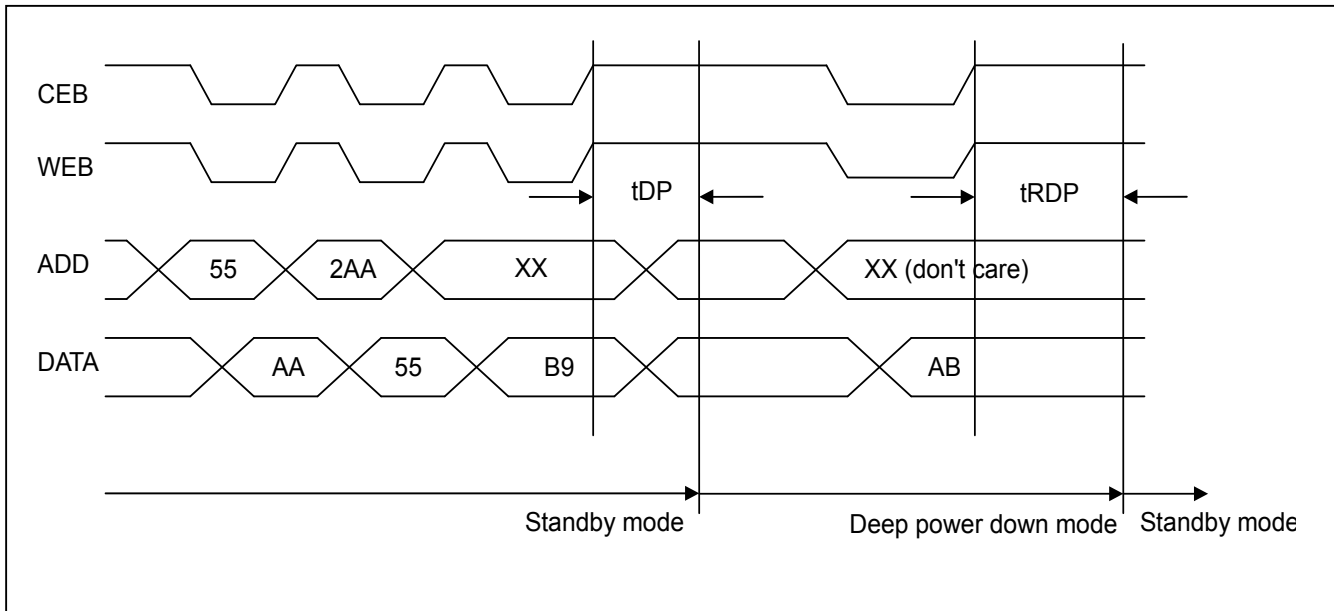 CEB
WEB
tDP
tRDP
ADD
55
2AA
XX
XX (don't care)
DATA
AA
55
B9
AB
Standby mode
Deep power down mode
Standby mode